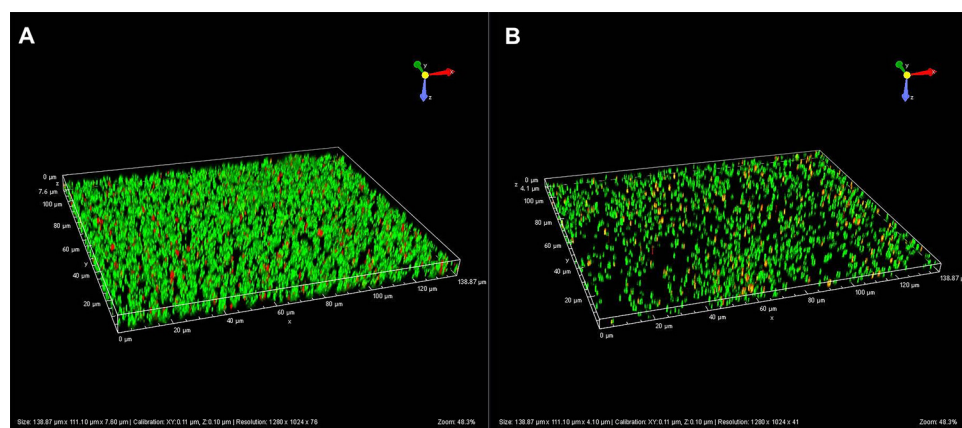 A
B
y
x
z
y
x
z
0 µm
z
7.6 µm
100 µm
80 µm
60 µm
y
40 µm
20 µm
0 µm
20 µm
40 µm
60 µm
x
80 µm
100 µm
120 µm
138.87 µm
0 µm
z
4.1 µm
100 µm
80 µm
60 µm
y
40 µm
20 µm
0 µm
20 µm
40 µm
60 µm
x
80 µm
100 µm
120 µm
138.87 µm
Size: 138.87 µm x 111.10 µm x 7.60 µm | Calibration: XY:0.11 µm, Z:0.10 µm | Resolution: 1280 x 1024 x 76
Zoom: 48.3%
Size: 138.87 µm x 111.10 µm x 4.10 µm | Calibration: XY:0.11 µm, Z:0.10 µm | Resolution: 1280 x 1024 x 41
Zoom: 48.3%